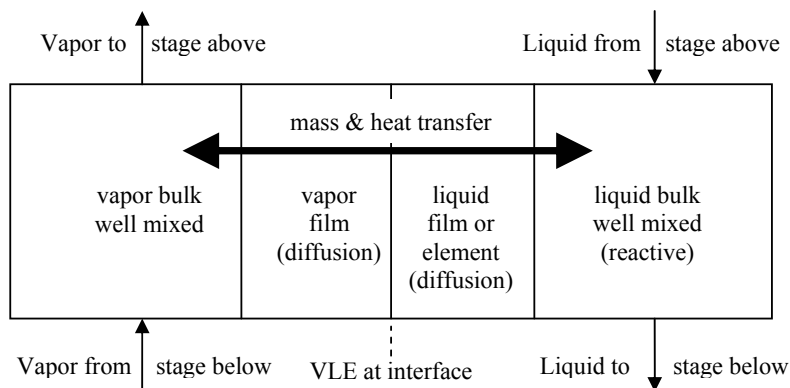 Vapor to stage above
Liquid from stage above
mass & heat transfer
vapor bulk
well mixed
vapor
film
(diffusion)
liquid
film or
element
(diffusion)
liquid bulk
well mixed
(reactive)
Vapor from stage below
VLE at interface
Liquid to stage below